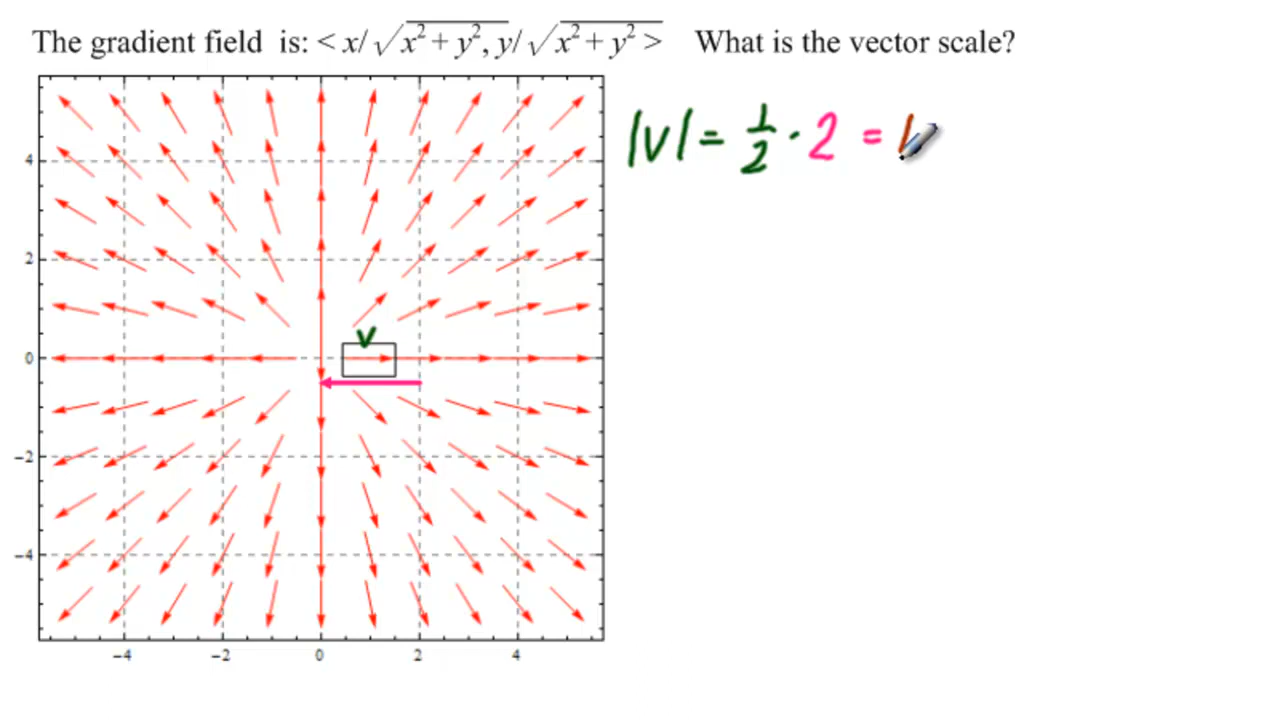 The gradient field is: < x/√x²+y², y/√x²+y² > What is the vector scale?
|v| = 1/2 · 2 =
4
2
v
0
−2
−4
−4 −2 0 2 4